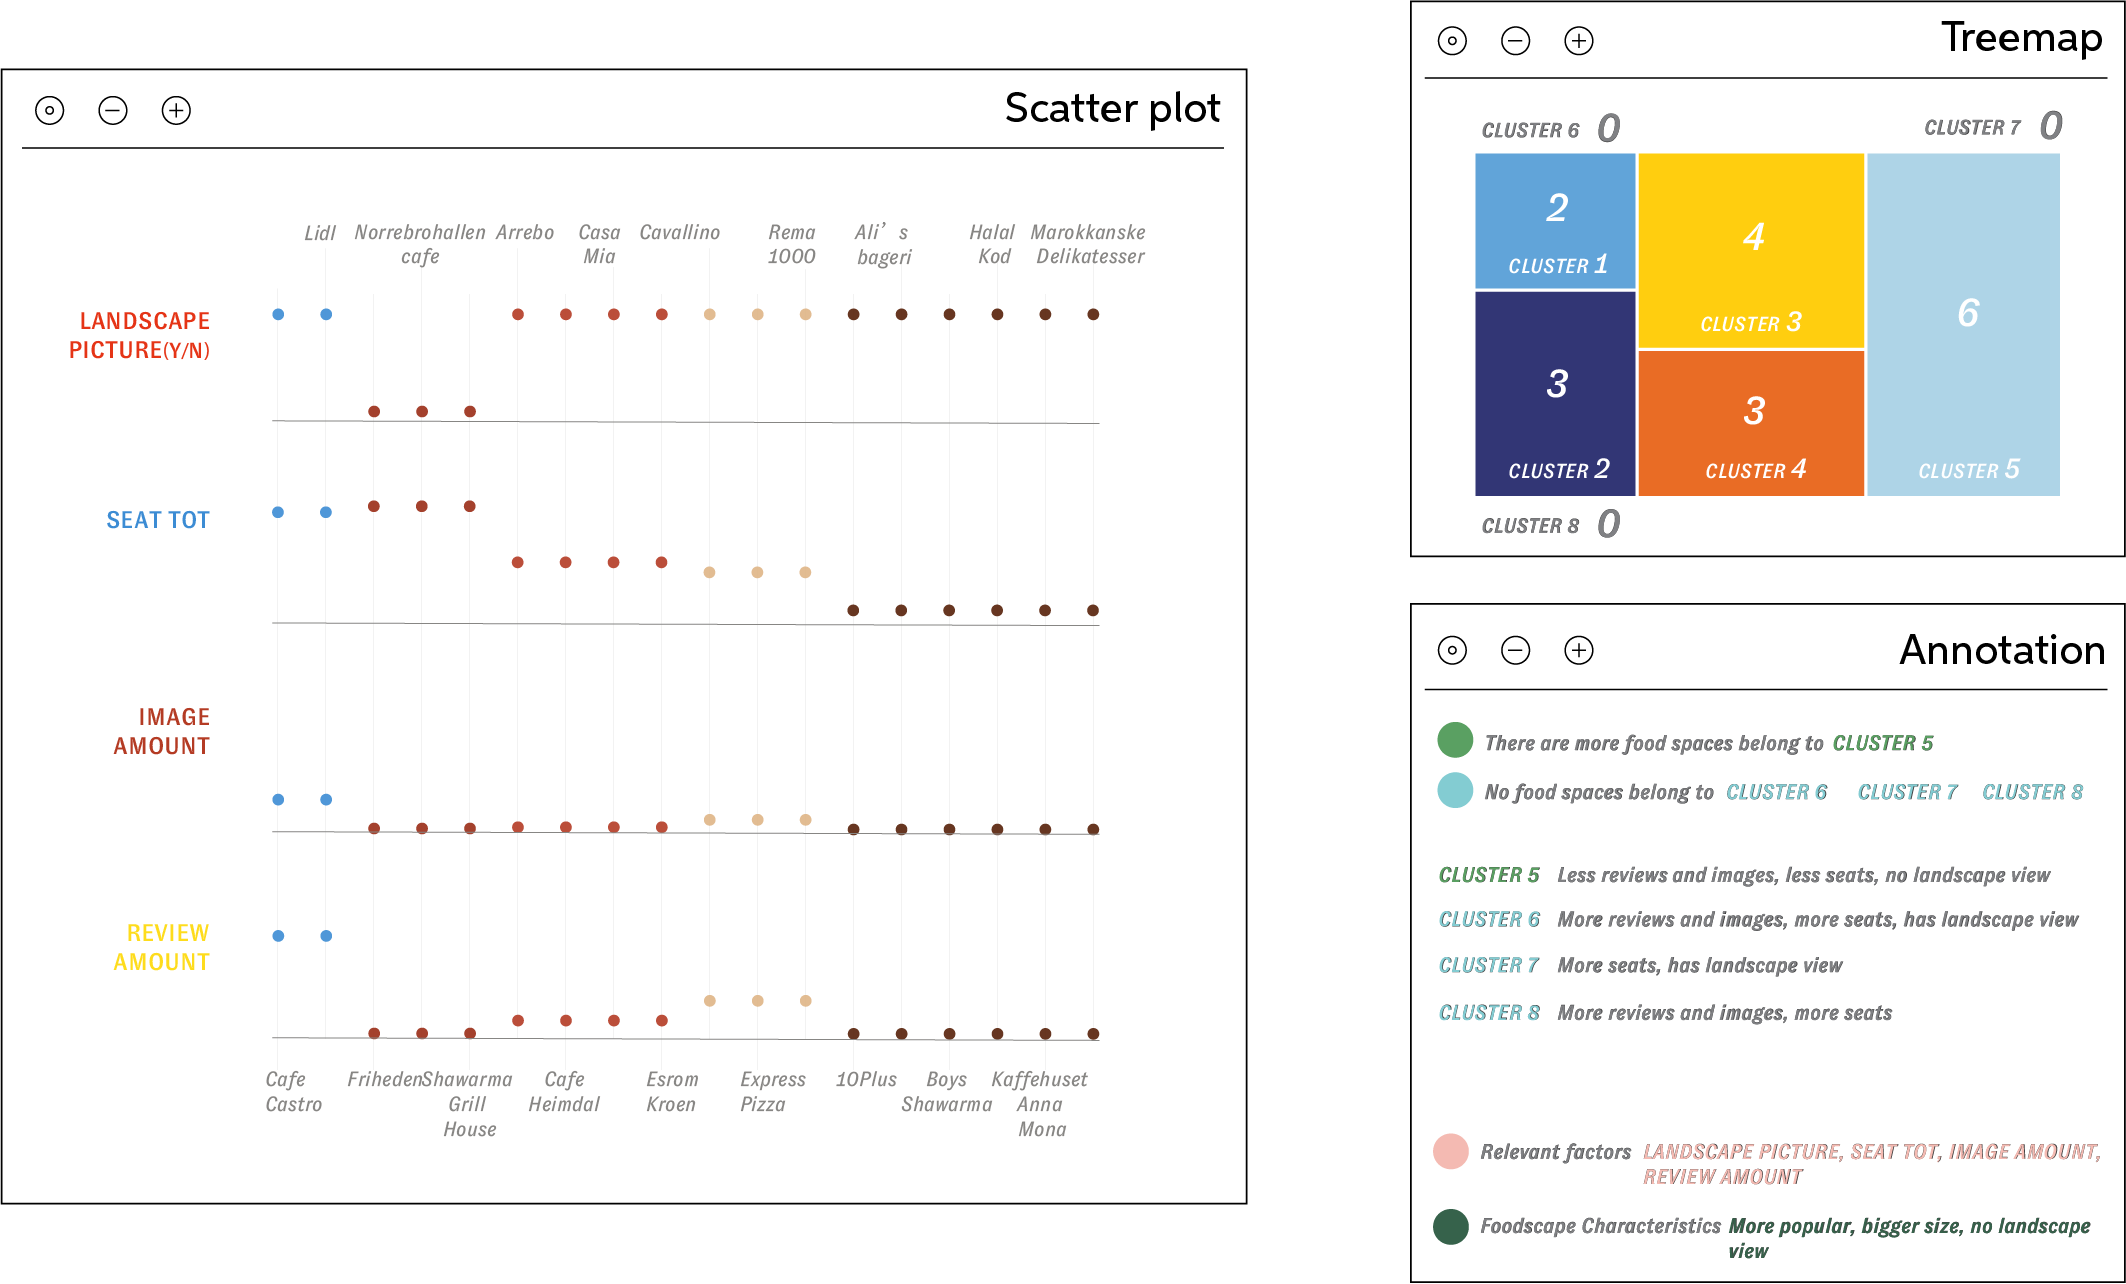 Scatter plot
Lidl
Norrebrohallen
cafe
Arrebo
Casa
Mia
Cavallino
Rema
1000
Ali’ s
bageri
Halal
Kod
Marokkanske
Delikatesser
LANDSCAPE
PICTURE(Y/N)
SEAT TOT
IMAGE
AMOUNT
REVIEW
AMOUNT
Cafe
Castro
Friheden
Shawarma
Grill
House
Cafe
Heimdal
Esrom
Kroen
Express
Pizza
10Plus
Boys
Shawarma
Kaffehuset
Anna
Mona
Treemap
CLUSTER 6 0
CLUSTER 7 0
2
CLUSTER 1
4
CLUSTER 3
6
CLUSTER 5
3
CLUSTER 2
3
CLUSTER 4
CLUSTER 8 0
Annotation
There are more food spaces belong to CLUSTER 5
No food spaces belong to CLUSTER 6 CLUSTER 7 CLUSTER 8
CLUSTER 5 Less reviews and images, less seats, no landscape view
CLUSTER 6 More reviews and images, more seats, has landscape view
CLUSTER 7 More seats, has landscape view
CLUSTER 8 More reviews and images, more seats
Relevant factors LANDSCAPE PICTURE, SEAT TOT, IMAGE AMOUNT,
REVIEW AMOUNT
Foodscape Characteristics More popular, bigger size, no landscape
view